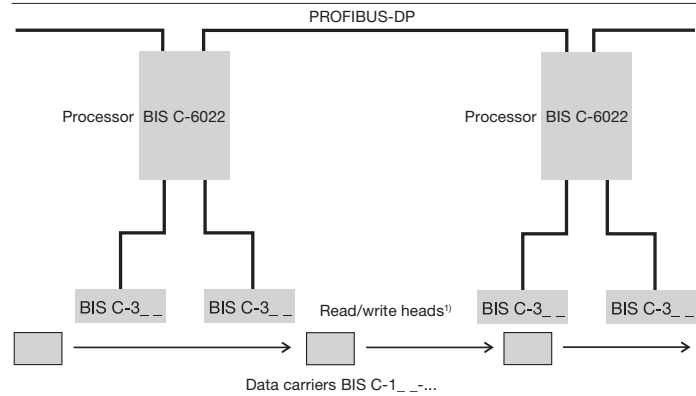 PROFIBUS-DP
Processor BIS C-6022
Processor BIS C-6022
BIS C-3_ _
BIS C-3_ _
Read/write heads¹⁾
BIS C-3_ _
BIS C-3_ _
Data carriers BIS C-1_ _-...